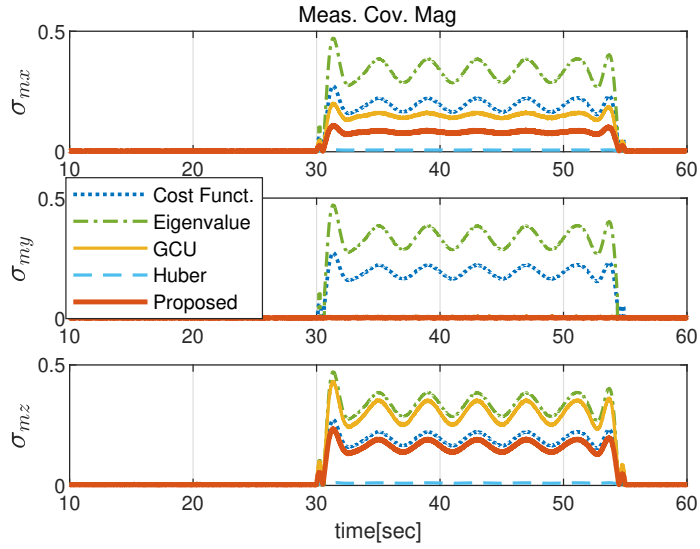 Meas. Cov. Mag
0.5
σmx
0
10 20 30 40 50 60
Cost Funct.
Eigenvalue
GCU
Huber
Proposed
0.5
σmy
0
10 20 30 40 50 60
0.5
σmz
0
10 20 30 40 50 60
time[sec]